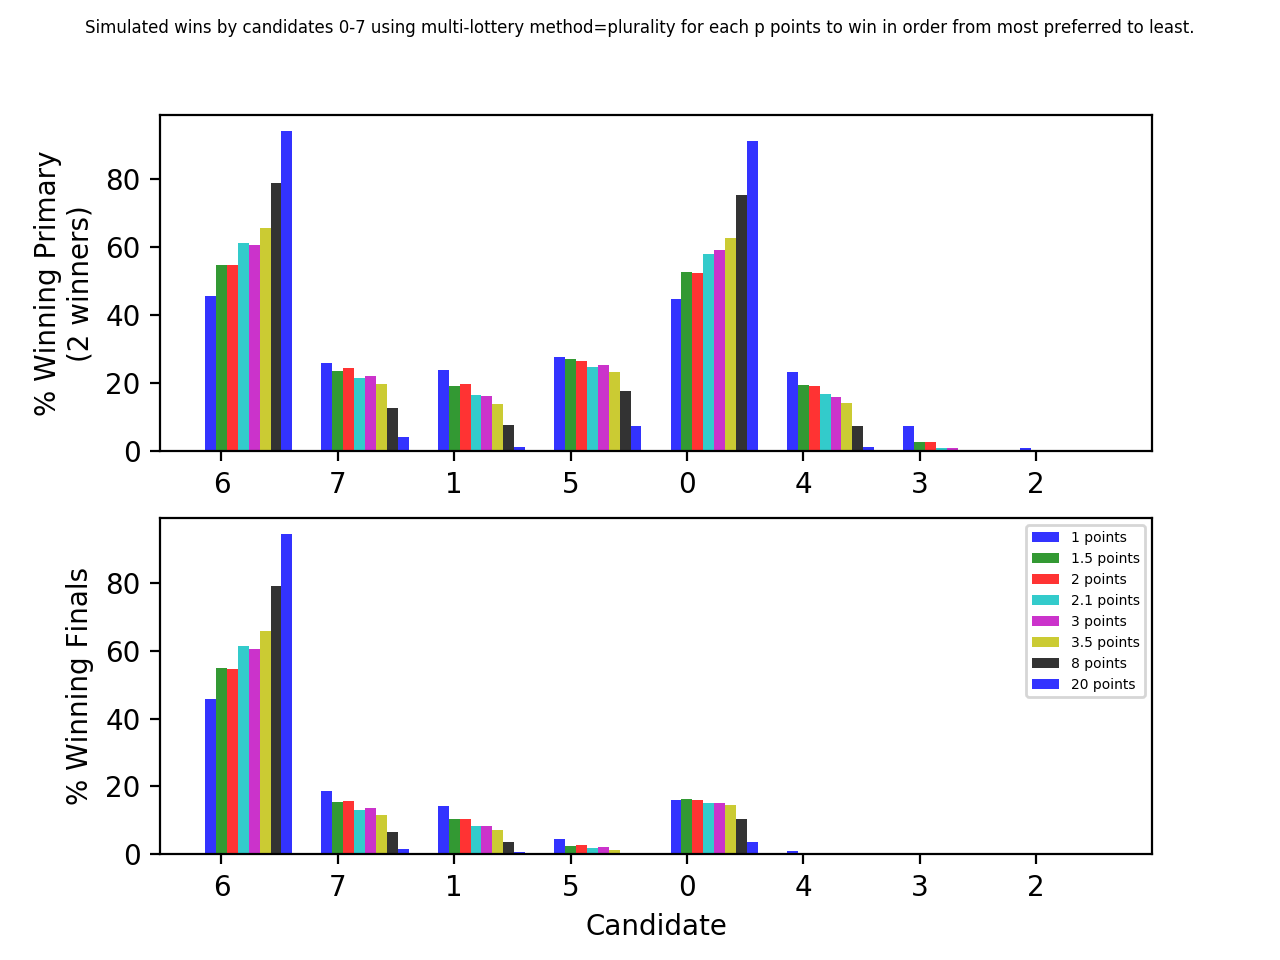 Simulated wins by candidates 0-7 using multi-lottery method=plurality for each p points to win in order from most preferred to least.
% Winning Primary
(2 winners)
80
60
40
20
0
6 7 1 5 0 4 3 2
% Winning Finals
80
60
40
20
0
1 points
1.5 points
2 points
2.1 points
3 points
3.5 points
8 points
20 points
6 7 1 5 0 4 3 2
Candidate